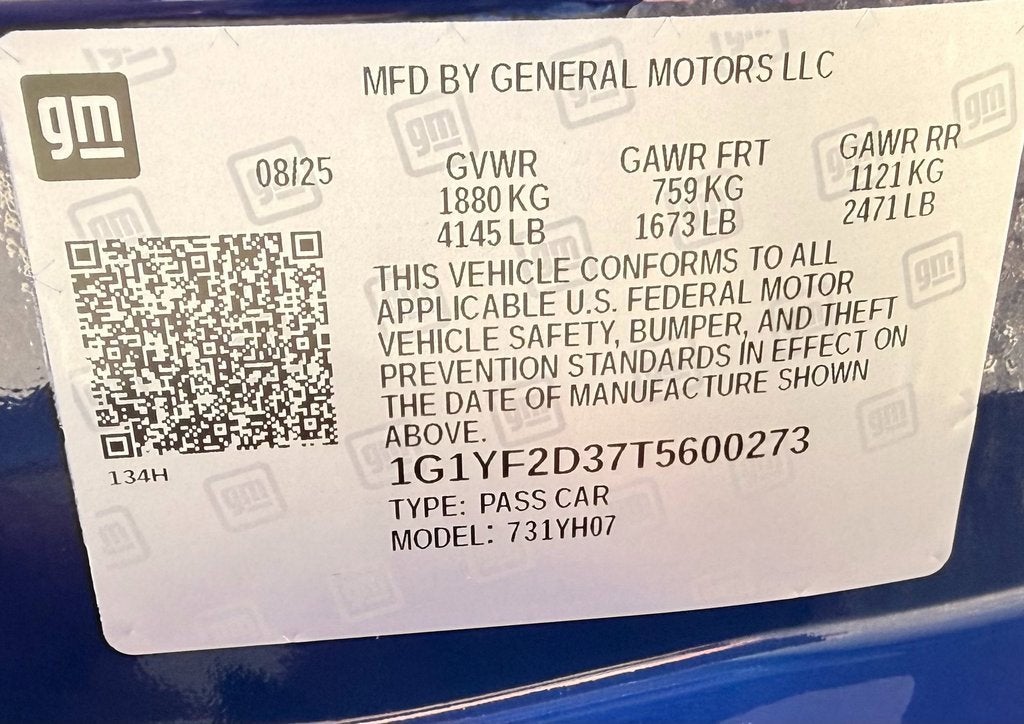 gm
MFD BY GENERAL MOTORS LLC
08/25
GVWR
1880 KG
4145 LB
GAWR FRT
759 KG
1673 LB
GAWR RR
1121 KG
2471 LB
THIS VEHICLE CONFORMS TO ALL
APPLICABLE U.S. FEDERAL MOTOR
VEHICLE SAFETY, BUMPER, AND THEFT
PREVENTION STANDARDS IN EFFECT ON
THE DATE OF MANUFACTURE SHOWN
ABOVE.
1G1YF2D37T5600273
TYPE: PASS CAR
MODEL: 731YH07
134H